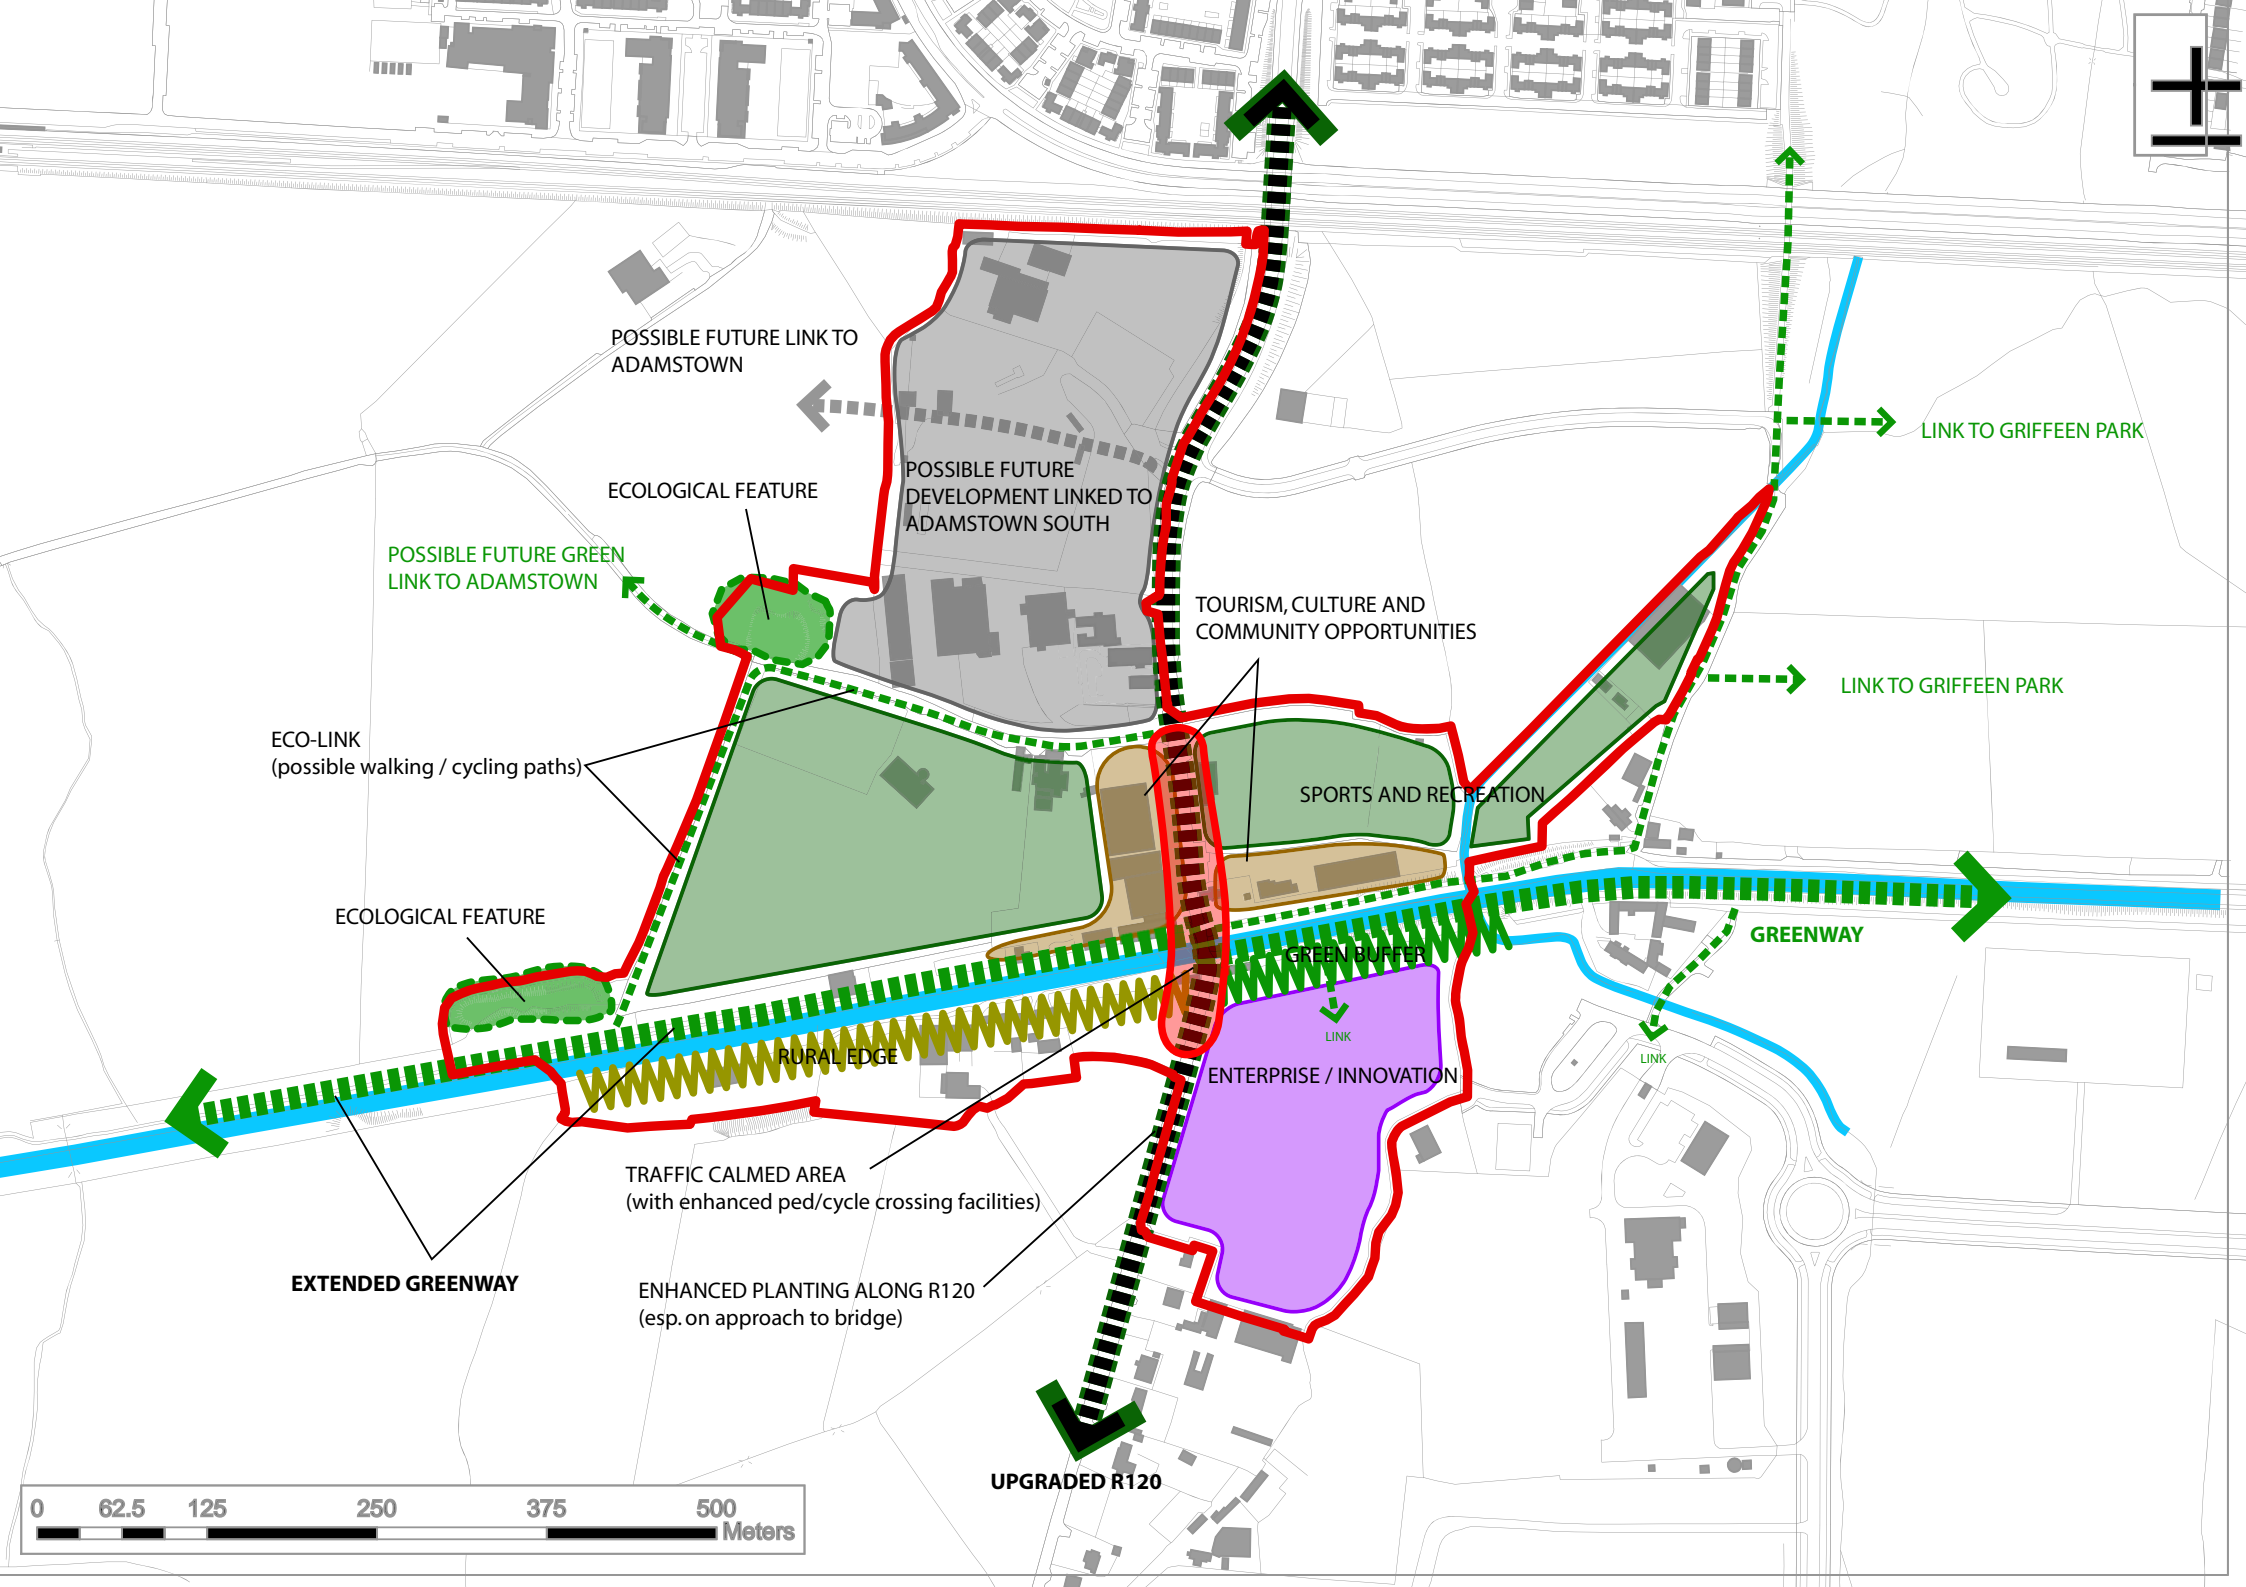 POSSIBLE FUTURE LINK TO
ADAMSTOWN
LINK TO GRIFFEEN PARK
POSSIBLE FUTURE
DEVELOPMENT LINKED TO
ADAMSTOWN SOUTH
ECOLOGICAL FEATURE
POSSIBLE FUTURE GREEN
LINK TO ADAMSTOWN
TOURISM, CULTURE AND
COMMUNITY OPPORTUNITIES
LINK TO GRIFFEEN PARK
ECO-LINK
(possible walking / cycling paths)
SPORTS AND RECREATION
ECOLOGICAL FEATURE
GREENWAY
GREEN BUFFER
LINK
RURAL EDGE
LINK
ENTERPRISE / INNOVATION
TRAFFIC CALMED AREA
(with enhanced ped/cycle crossing facilities)
EXTENDED GREENWAY
ENHANCED PLANTING ALONG R120
(esp. on approach to bridge)
UPGRADED R120
0 62.5 125 250 375 500
Meters